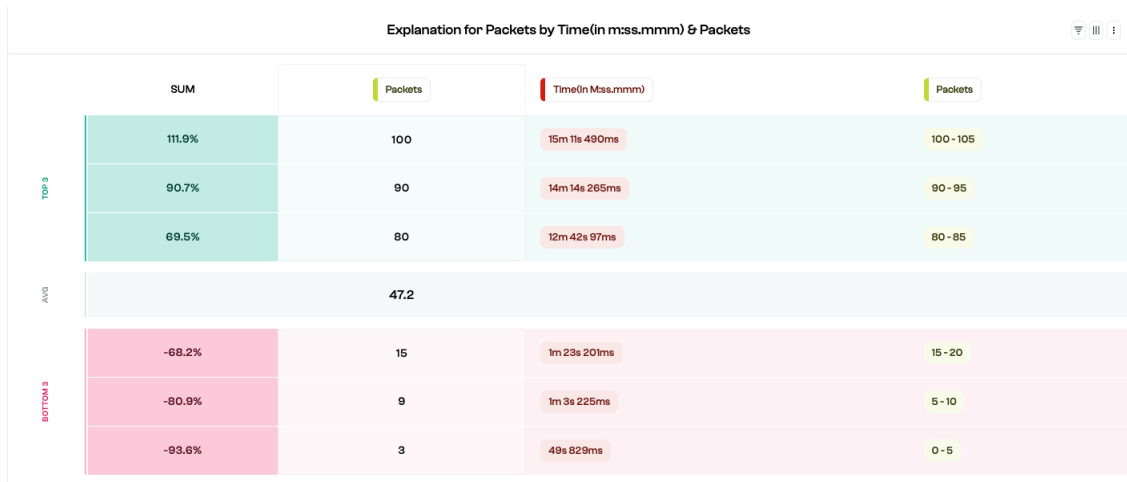 Explanation for Packets by Time(in m:ss.mmm) & Packets
SUM Packets Time(In M:ss.mmm) Packets
TOP 3
111.9% 100 15m 11s 490ms 100 - 105
90.7% 90 14m 14s 265ms 90 - 95
69.5% 80 12m 42s 97ms 80 - 85
AVG 47.2
BOTTOM 3
-68.2% 15 1m 23s 201ms 15 - 20
-80.9% 9 1m 3s 225ms 5 - 10
-93.6% 3 49s 829ms 0 - 5